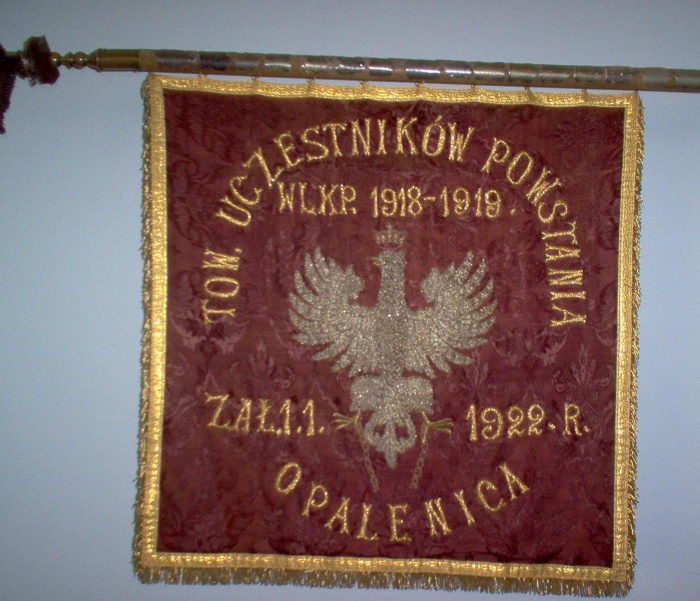 TOW. UCZESTNIKÓW POWSTANIA
WLKP. 1918-1919.
ZAŁ.1.1. 1922.R.
OPALENICA